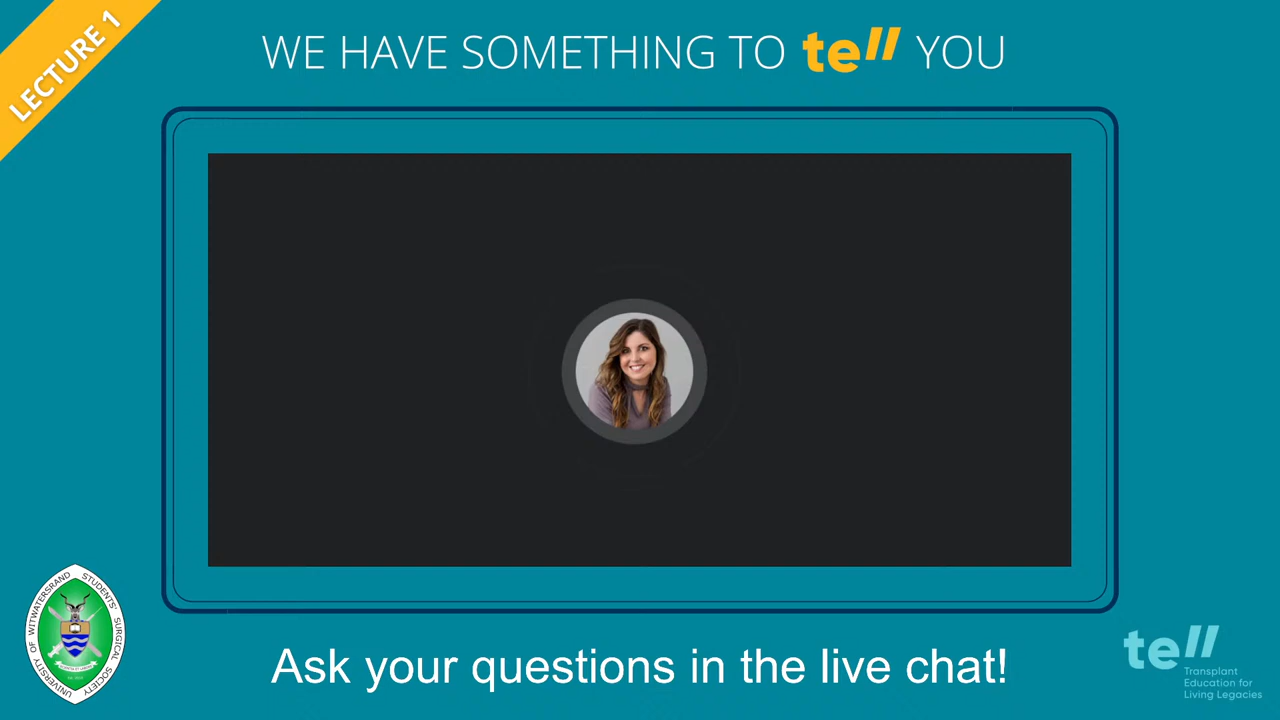 LECTURE 1
WE HAVE SOMETHING TO tell YOU
UNIVERSITY OF WITWATERSRAND STUDENTS' SURGICAL SOCIETY
Ask your questions in the live chat!
tell
Transplant
Education for
Living Legacies